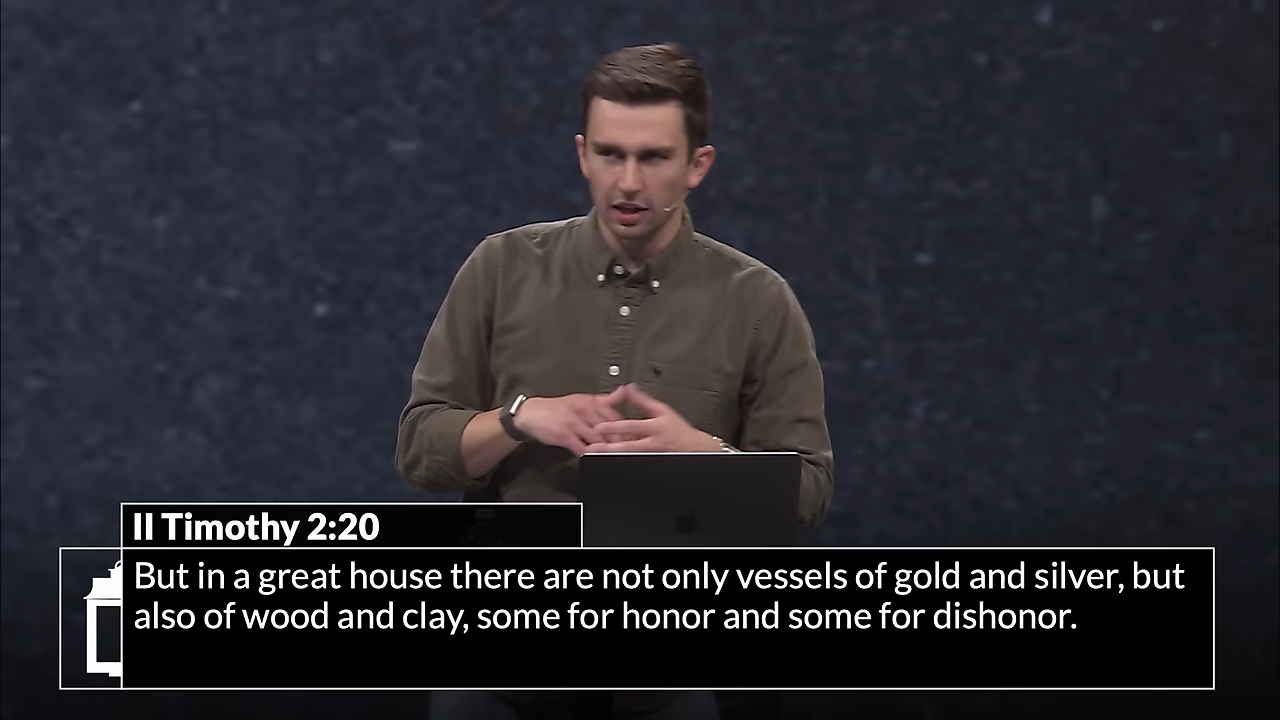 II Timothy 2:20
But in a great house there are not only vessels of gold and silver, but
also of wood and clay, some for honor and some for dishonor.